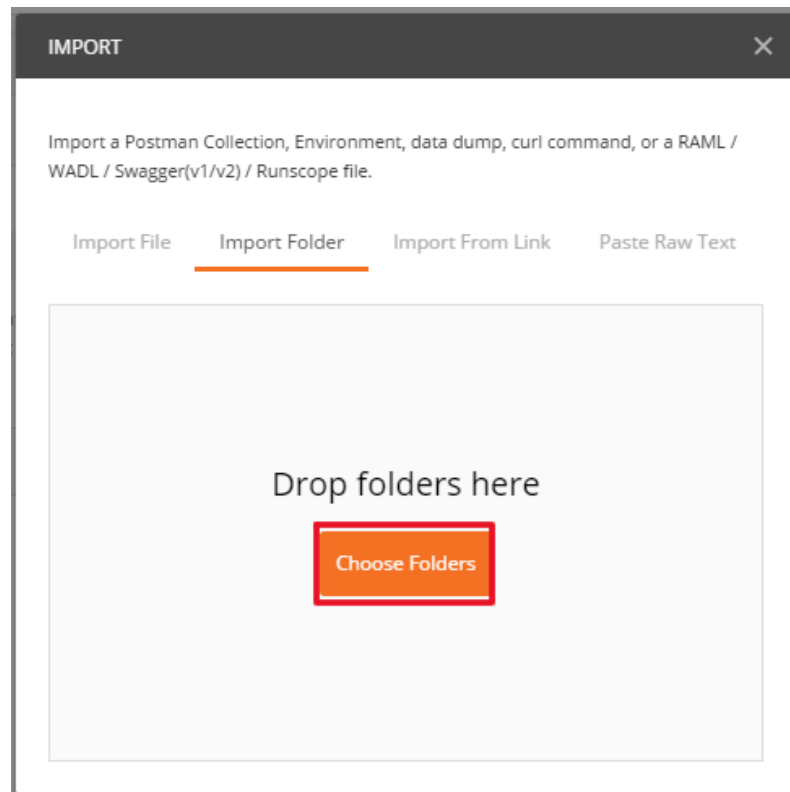 IMPORT
Import a Postman Collection, Environment, data dump, curl command, or a RAML /
WADL / Swagger(v1/v2) / Runscope file.
Import File Import Folder Import From Link Paste Raw Text
Drop folders here
Choose Folders